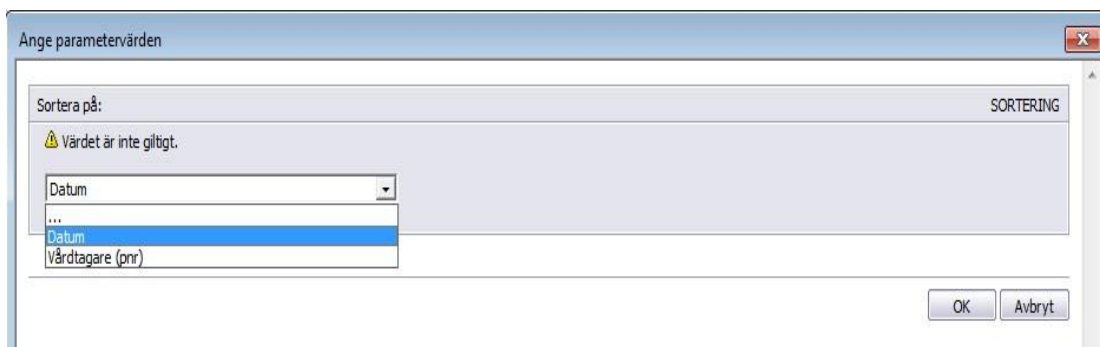 Ange parametervärden
Sortera på: SORTERING
Värdet är inte giltigt.
Datum
...
Datum
Vårdtagare (pnr)
OK Avbryt